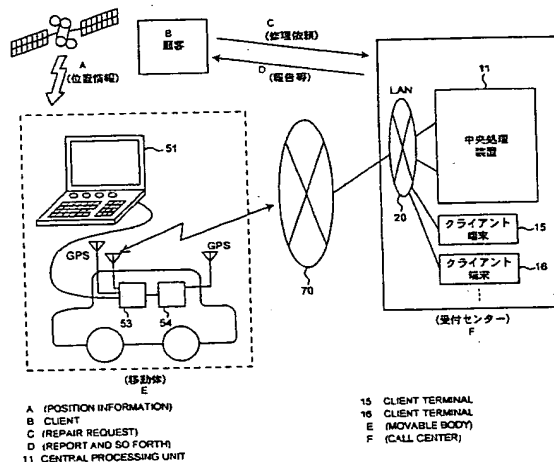 C
(修理依頼)
B
顧客
D
(報告等)
A
(位置情報)
LAN
11
中央処理
装置
51
20
クライアント
端末
15
クライアント
端末
16
GPS
GPS
53
54
70
(受付センター)
F
(移動体)
E
A (POSITION INFORMATION)
B CLIENT
C (REPAIR REQUEST)
D (REPORT AND SO FORTH)
11 CENTRAL PROCESSING UNIT
15 CLIENT TERMINAL
16 CLIENT TERMINAL
E (MOVABLE BODY)
F (CALL CENTER)